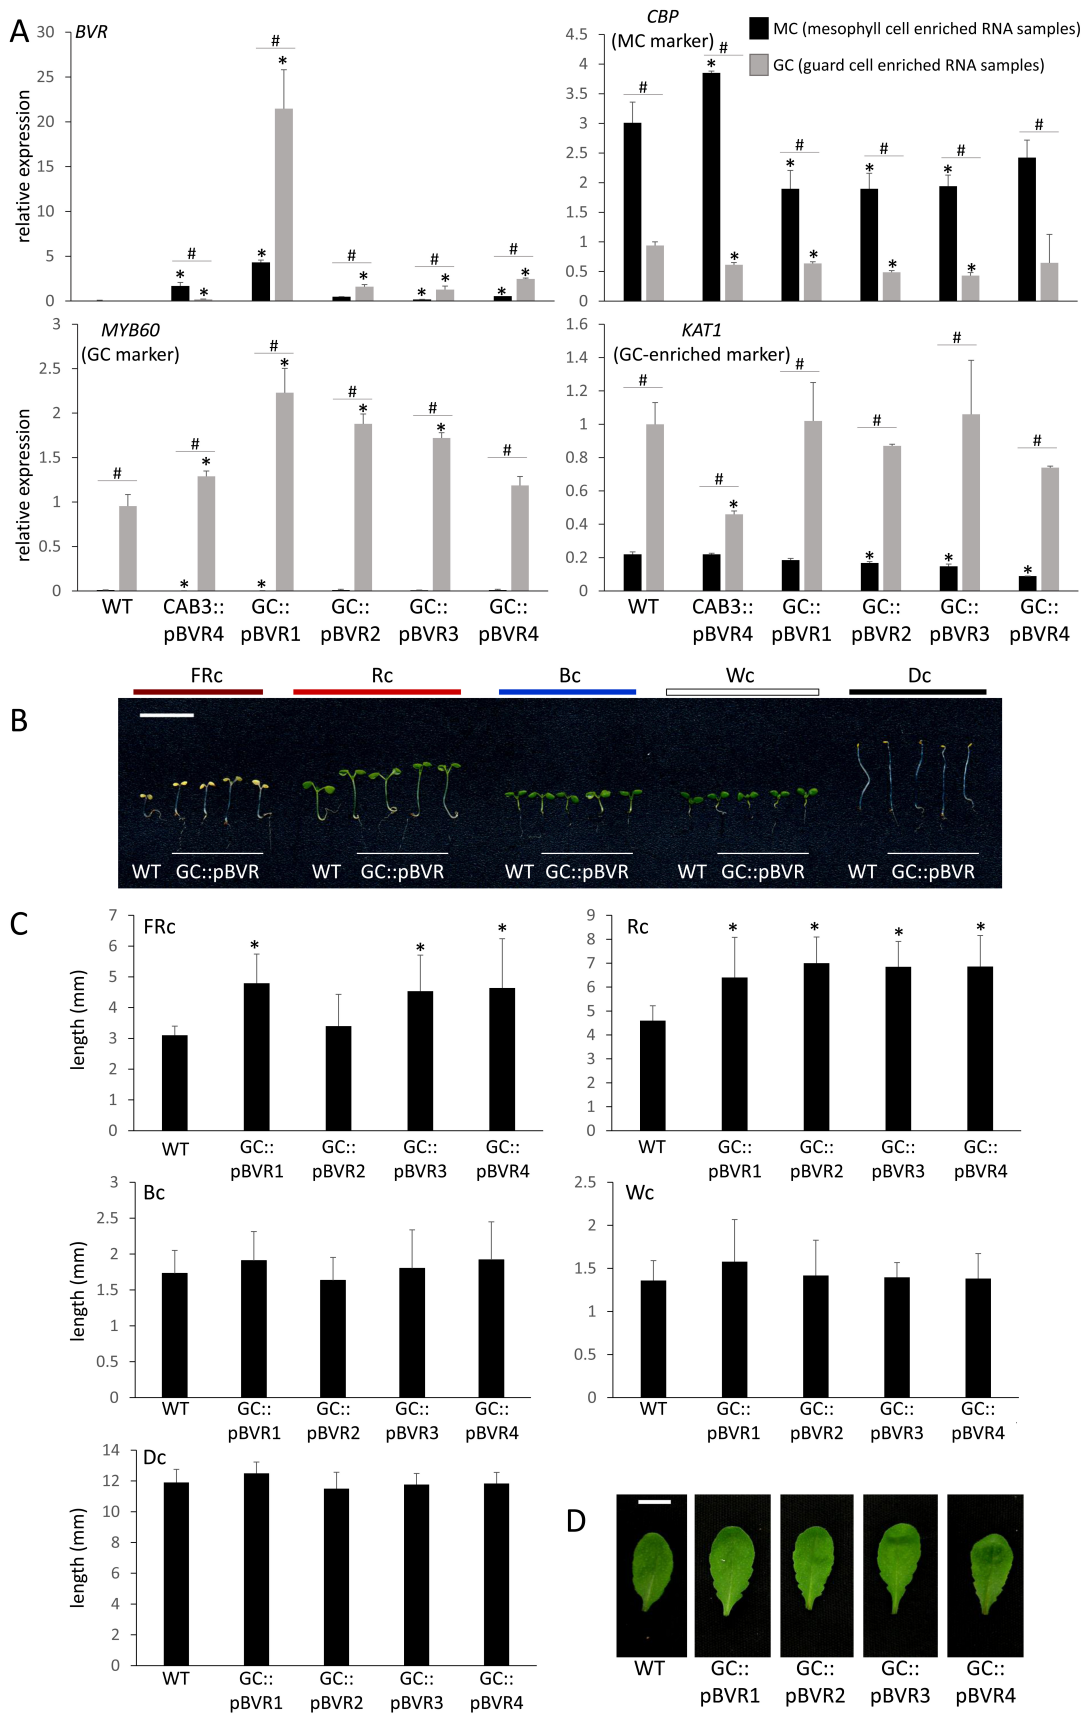 A
BVR
relative expression
30
25
20
15
10
5
0
#
*
#
*
*
#
*
*
#
*
#
*
*
#
*
*
CBP
(MC marker)
MC (mesophyll cell enriched RNA samples)
GC (guard cell enriched RNA samples)
4.5
4
3.5
3
2.5
2
1.5
1
0.5
0
#
#
*
*
#
*
*
#
*
*
#
*
*
#
MYB60
(GC marker)
relative expression
3
2.5
2
1.5
1
0.5
0
#
#
*
*
#
*
*
#
*
#
*
#
WT
CAB3::
pBVR4
GC::
pBVR1
GC::
pBVR2
GC::
pBVR3
GC::
pBVR4
KAT1
(GC-enriched marker)
1.6
1.4
1.2
1
0.8
0.6
0.4
0.2
0
#
#
*
#
#
*
#
*
#
*
WT
CAB3::
pBVR4
GC::
pBVR1
GC::
pBVR2
GC::
pBVR3
GC::
pBVR4
B
FRc
Rc
Bc
Wc
Dc
WT GC::pBVR
WT GC::pBVR
WT GC::pBVR
WT GC::pBVR
WT GC::pBVR
C
FRc
length (mm)
7
6
5
4
3
2
1
0
*
*
*
WT
GC::
pBVR1
GC::
pBVR2
GC::
pBVR3
GC::
pBVR4
Rc
9
8
7
6
5
4
3
2
1
0
*
*
*
*
WT
GC::
pBVR1
GC::
pBVR2
GC::
pBVR3
GC::
pBVR4
Bc
length (mm)
3
2.5
2
1.5
1
0.5
0
WT
GC::
pBVR1
GC::
pBVR2
GC::
pBVR3
GC::
pBVR4
Wc
2.5
2
1.5
1
0.5
0
WT
GC::
pBVR1
GC::
pBVR2
GC::
pBVR3
GC::
pBVR4
Dc
length (mm)
14
12
10
8
6
4
2
0
WT
GC::
pBVR1
GC::
pBVR2
GC::
pBVR3
GC::
pBVR4
D
WT
GC::
pBVR1
GC::
pBVR2
GC::
pBVR3
GC::
pBVR4